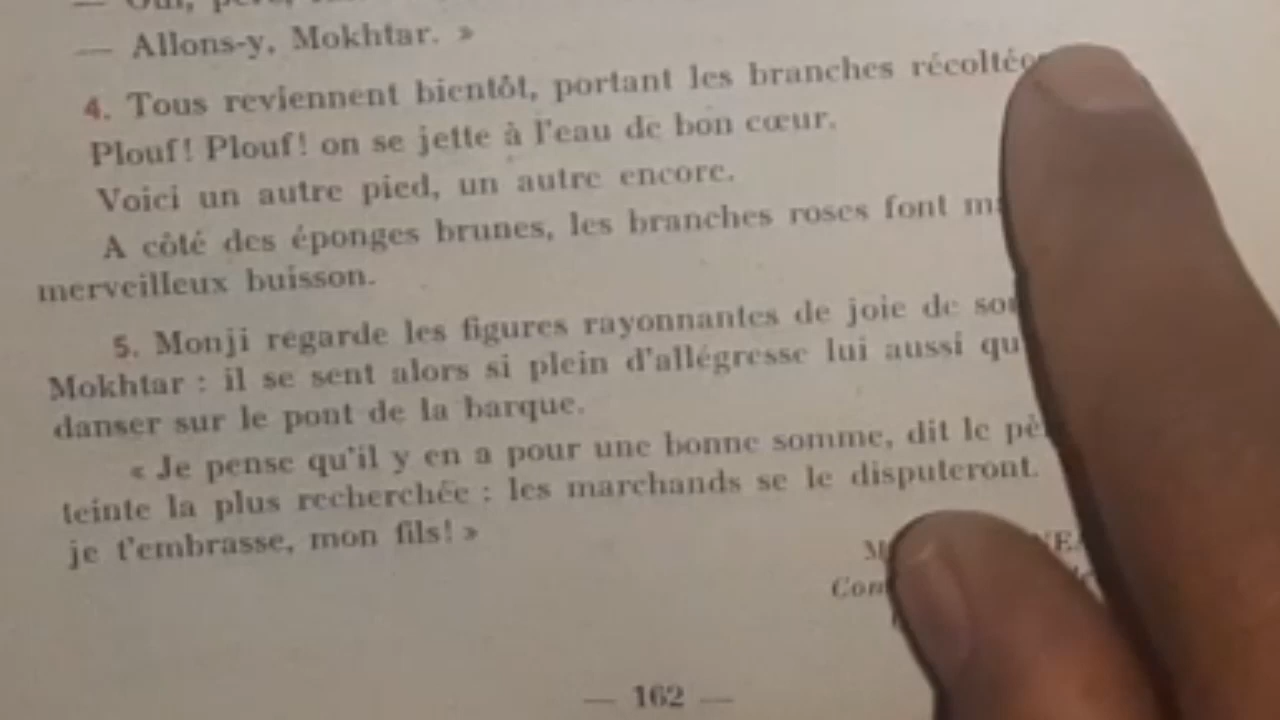 — Oui,
— Allons-y, Mokhtar. »
4. Tous reviennent bientôt, portant les branches
Plouf! Plouf! on se jette à l'eau de bon cœur.
Voici un autre pied, un autre encore.
A côté des éponges brunes, les branches roses font
merveilleux buisson.
5. Monji regarde les figures rayonnantes de joie de
Mokhtar : il se sent alors si plein d'allégresse lui aussi
danser sur le pont de la barque.
« Je pense qu'il y en a pour une bonne somme, dit le
teinte la plus recherchée : les marchands se le disputeront.
je t'embrasse, mon fils! »
— 162 —